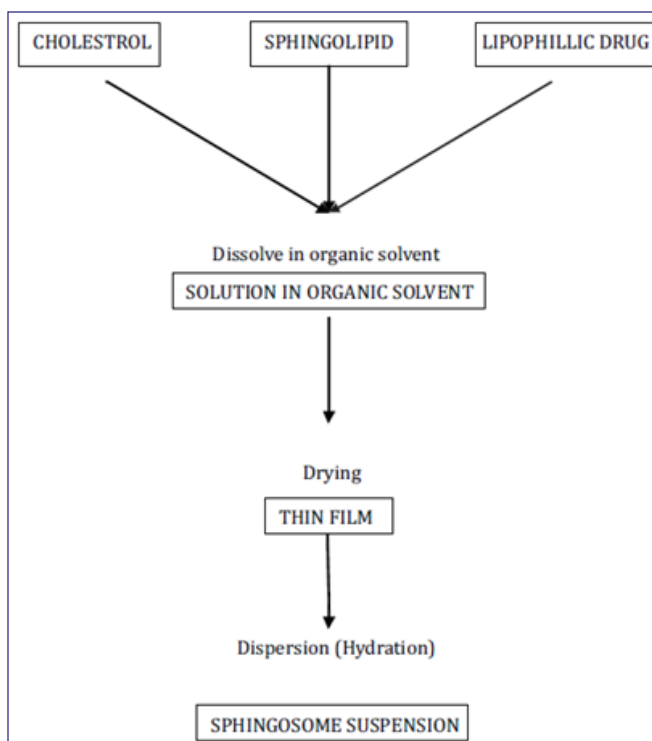 CHOLESTROL
SPHINGOLIPID
LIPOPHILLIC DRUG
Dissolve in organic solvent
SOLUTION IN ORGANIC SOLVENT
Drying
THIN FILM
Dispersion (Hydration)
SPHINGOSOME SUSPENSION